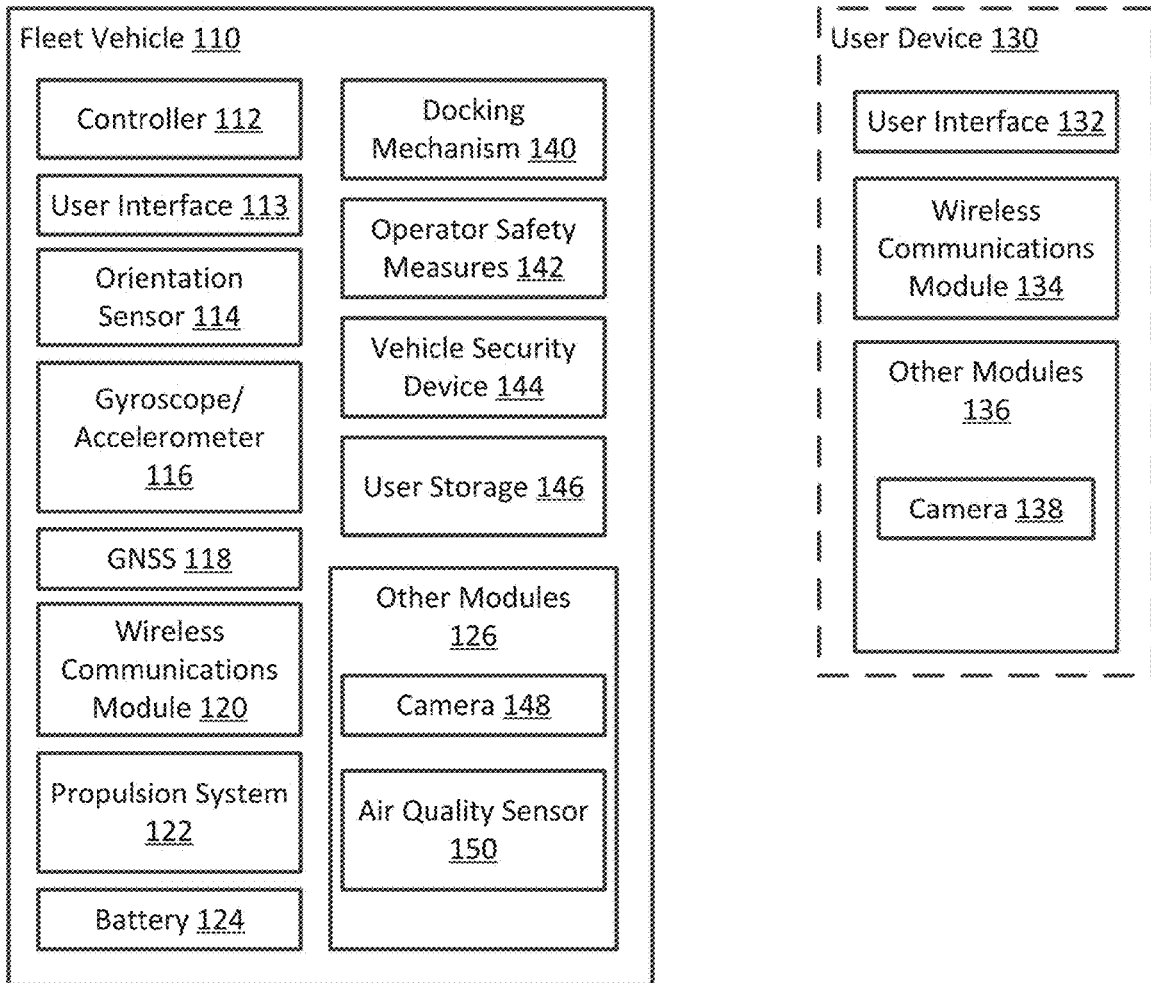 Fleet Vehicle 110
Controller 112
User Interface 113
Orientation
Sensor 114
Gyroscope/
Accelerometer
116
GNSS 118
Wireless
Communications
Module 120
Propulsion System
122
Battery 124
Docking
Mechanism 140
Operator Safety
Measures 142
Vehicle Security
Device 144
User Storage 146
Other Modules
126
Camera 148
Air Quality Sensor
150
User Device 130
User Interface 132
Wireless
Communications
Module 134
Other Modules
136
Camera 138